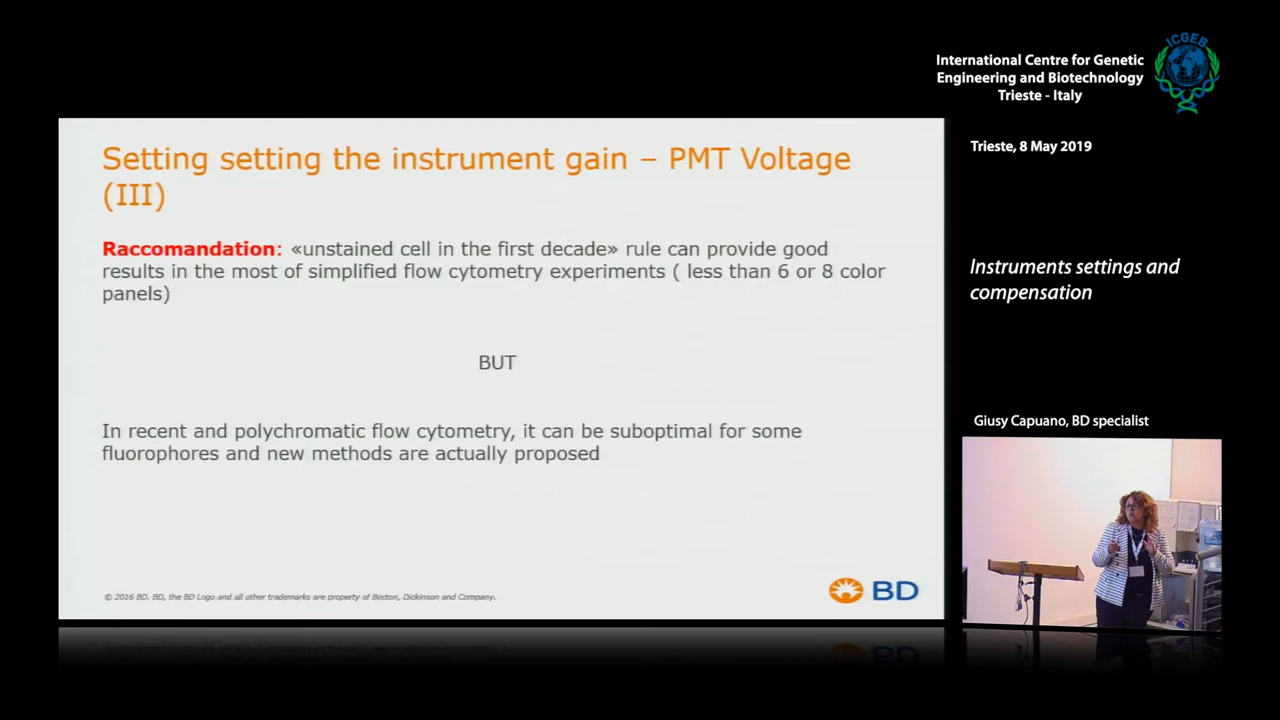 International Centre for Genetic
Engineering and Biotechnology
Trieste - Italy
ICGEB
Trieste, 8 May 2019
Setting setting the instrument gain – PMT Voltage
(III)
Raccomandation: «unstained cell in the first decade» rule can provide good
results in the most of simplified flow cytometry experiments ( less than 6 or 8 color
panels)
BUT
In recent and polychromatic flow cytometry, it can be suboptimal for some
fluorophores and new methods are actually proposed
© 2016 BD. BD, the BD Logo and all other trademarks are property of Becton, Dickinson and Company.
BD
Instruments settings and
compensation
Giusy Capuano, BD specialist